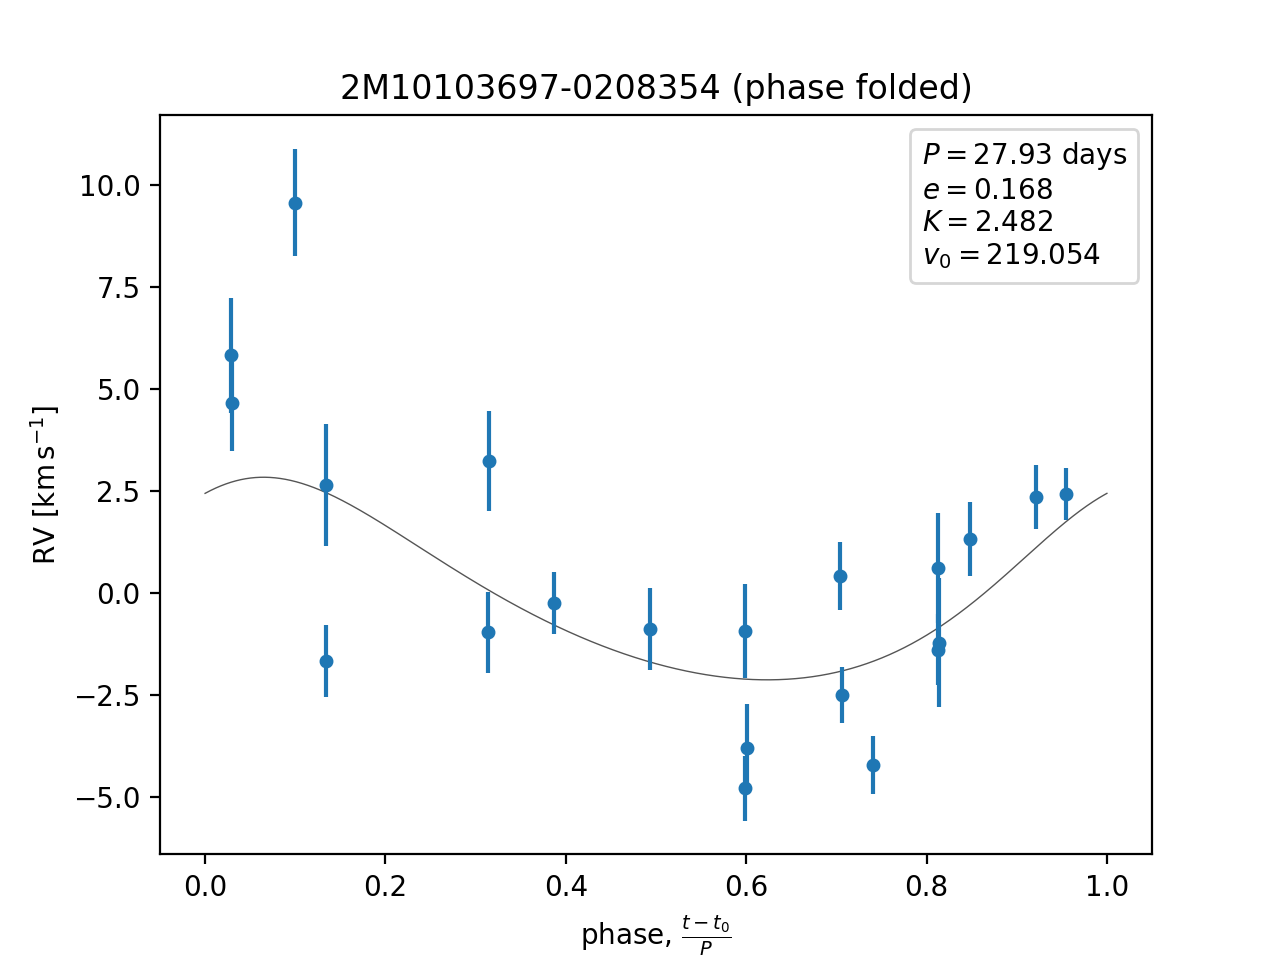 2M10103697-0208354 (phase folded)
P = 27.93 days
e = 0.168
K = 2.482
v₀ = 219.054
10.0
7.5
5.0
2.5
0.0
−2.5
−5.0
RV [km s⁻¹]
0.0 0.2 0.4 0.6 0.8 1.0
phase, (t − t₀)/P